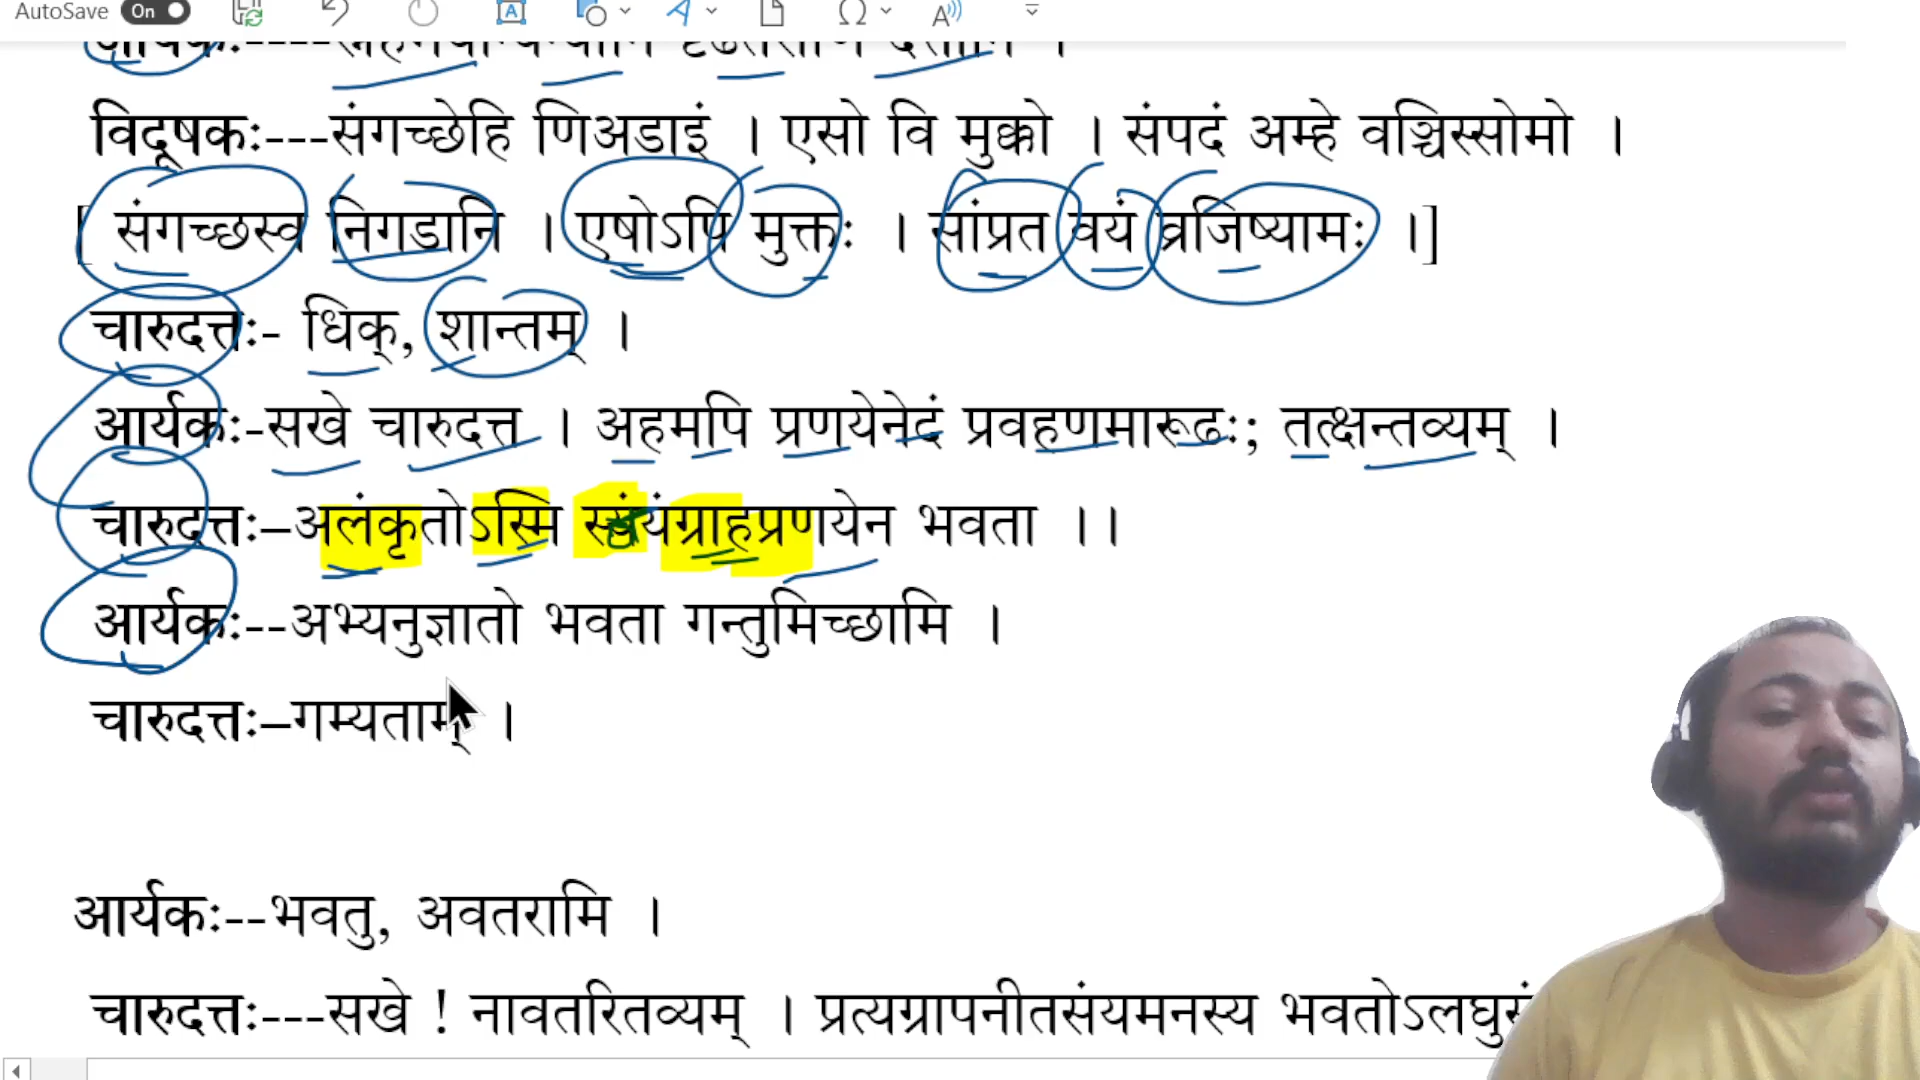 AutoSave On
विदूषकः---संगच्छेहि णिअडाइं । एसो वि मुक्को । संपदं अम्हे वञ्चिस्सोमो ।
[ संगच्छस्व निगडानि । एषोऽपि मुक्तः । सांप्रत वयं व्रजिष्यामः ।]
चारुदत्तः- धिक्, शान्तम् ।
आर्यकः-सखे चारुदत्त । अहमपि प्रणयेनेदं प्रवहणमारूढः; तत्क्षन्तव्यम् ।
चारुदत्तः–अलंकृतोऽस्मि स्वयंग्राहप्रणयेन भवता ।।
आर्यकः--अभ्यनुज्ञातो भवता गन्तुमिच्छामि ।
चारुदत्तः–गम्यताम् ।
आर्यकः--भवतु, अवतरामि ।
चारुदत्तः---सखे ! नावतरितव्यम् । प्रत्यग्रापनीतसंयमनस्य